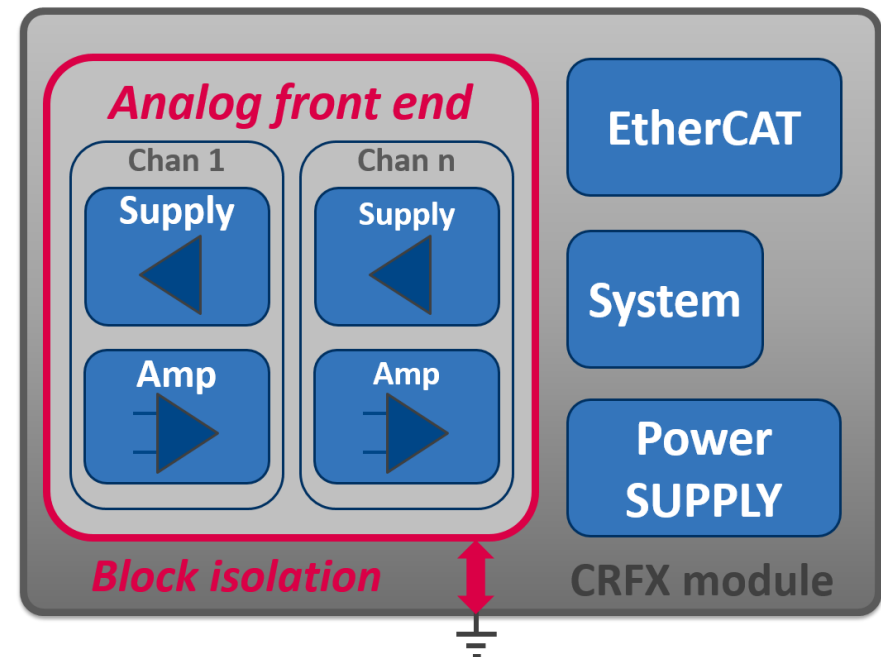 Analog front end
Chan 1
Chan n
Supply
Supply
Amp
Amp
Block isolation
EtherCAT
System
Power
SUPPLY
CRFX module